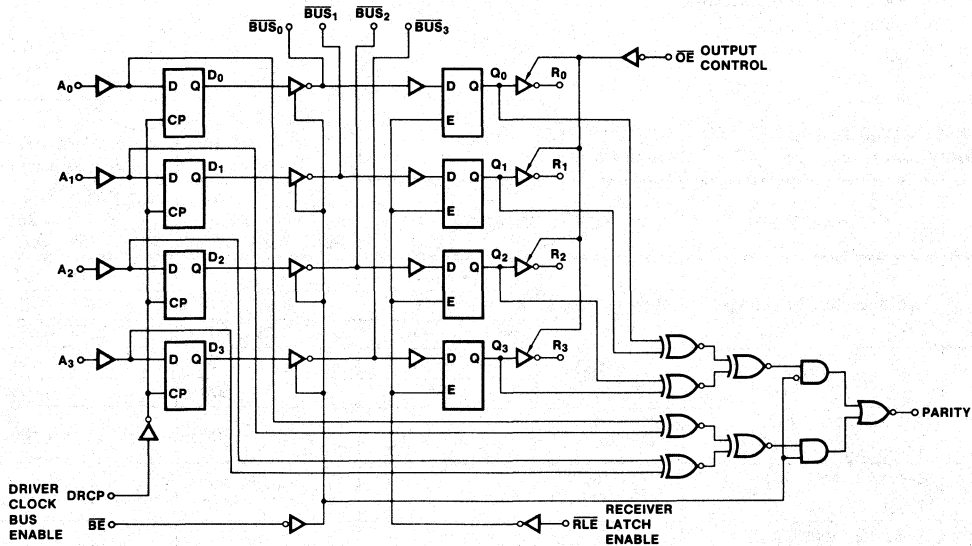 BUS0 BUS1 BUS2 BUS3
OE OUTPUT
CONTROL
A0 D Q D0 D Q Q0 R0
CP E
A1 D Q D1 D Q Q1 R1
CP E
A2 D Q D2 D Q Q2 R2
CP E
A3 D Q D3 D Q Q3 R3
CP E
PARITY
DRIVER
CLOCK DRCP
BUS
ENABLE BE
RLE RECEIVER
LATCH
ENABLE